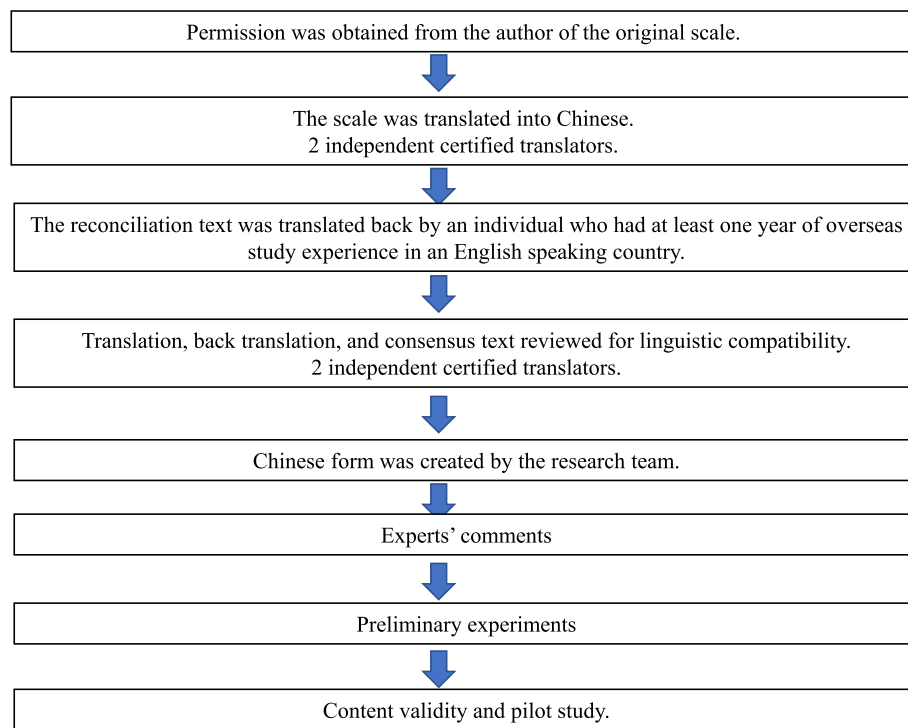 Permission was obtained from the author of the original scale.
The scale was translated into Chinese.
2 independent certified translators.
The reconciliation text was translated back by an individual who had at least one year of overseas
study experience in an English speaking country.
Translation, back translation, and consensus text reviewed for linguistic compatibility.
2 independent certified translators.
Chinese form was created by the research team.
Experts’ comments
Preliminary experiments
Content validity and pilot study.